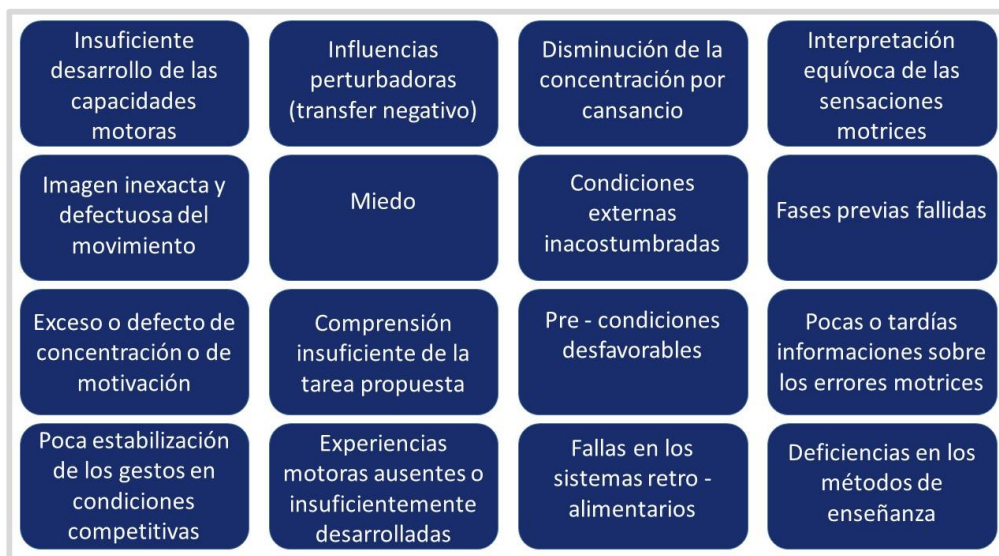 Insuficiente
desarrollo de las
capacidades
motoras
Influencias
perturbadoras
(transfer negativo)
Disminución de la
concentración por
cansancio
Interpretación
equívoca de las
sensaciones
motrices
Imagen inexacta y
defectuosa del
movimiento
Miedo
Condiciones
externas
inacostumbradas
Fases previas fallidas
Exceso o defecto de
concentración o de
motivación
Comprensión
insuficiente de la
tarea propuesta
Pre - condiciones
desfavorables
Pocas o tardías
informaciones sobre
los errores motrices
Poca estabilización
de los gestos en
condiciones
competitivas
Experiencias
motoras ausentes o
insuficientemente
desarrolladas
Fallas en los
sistemas retro -
alimentarios
Deficiencias en los
métodos de
enseñanza